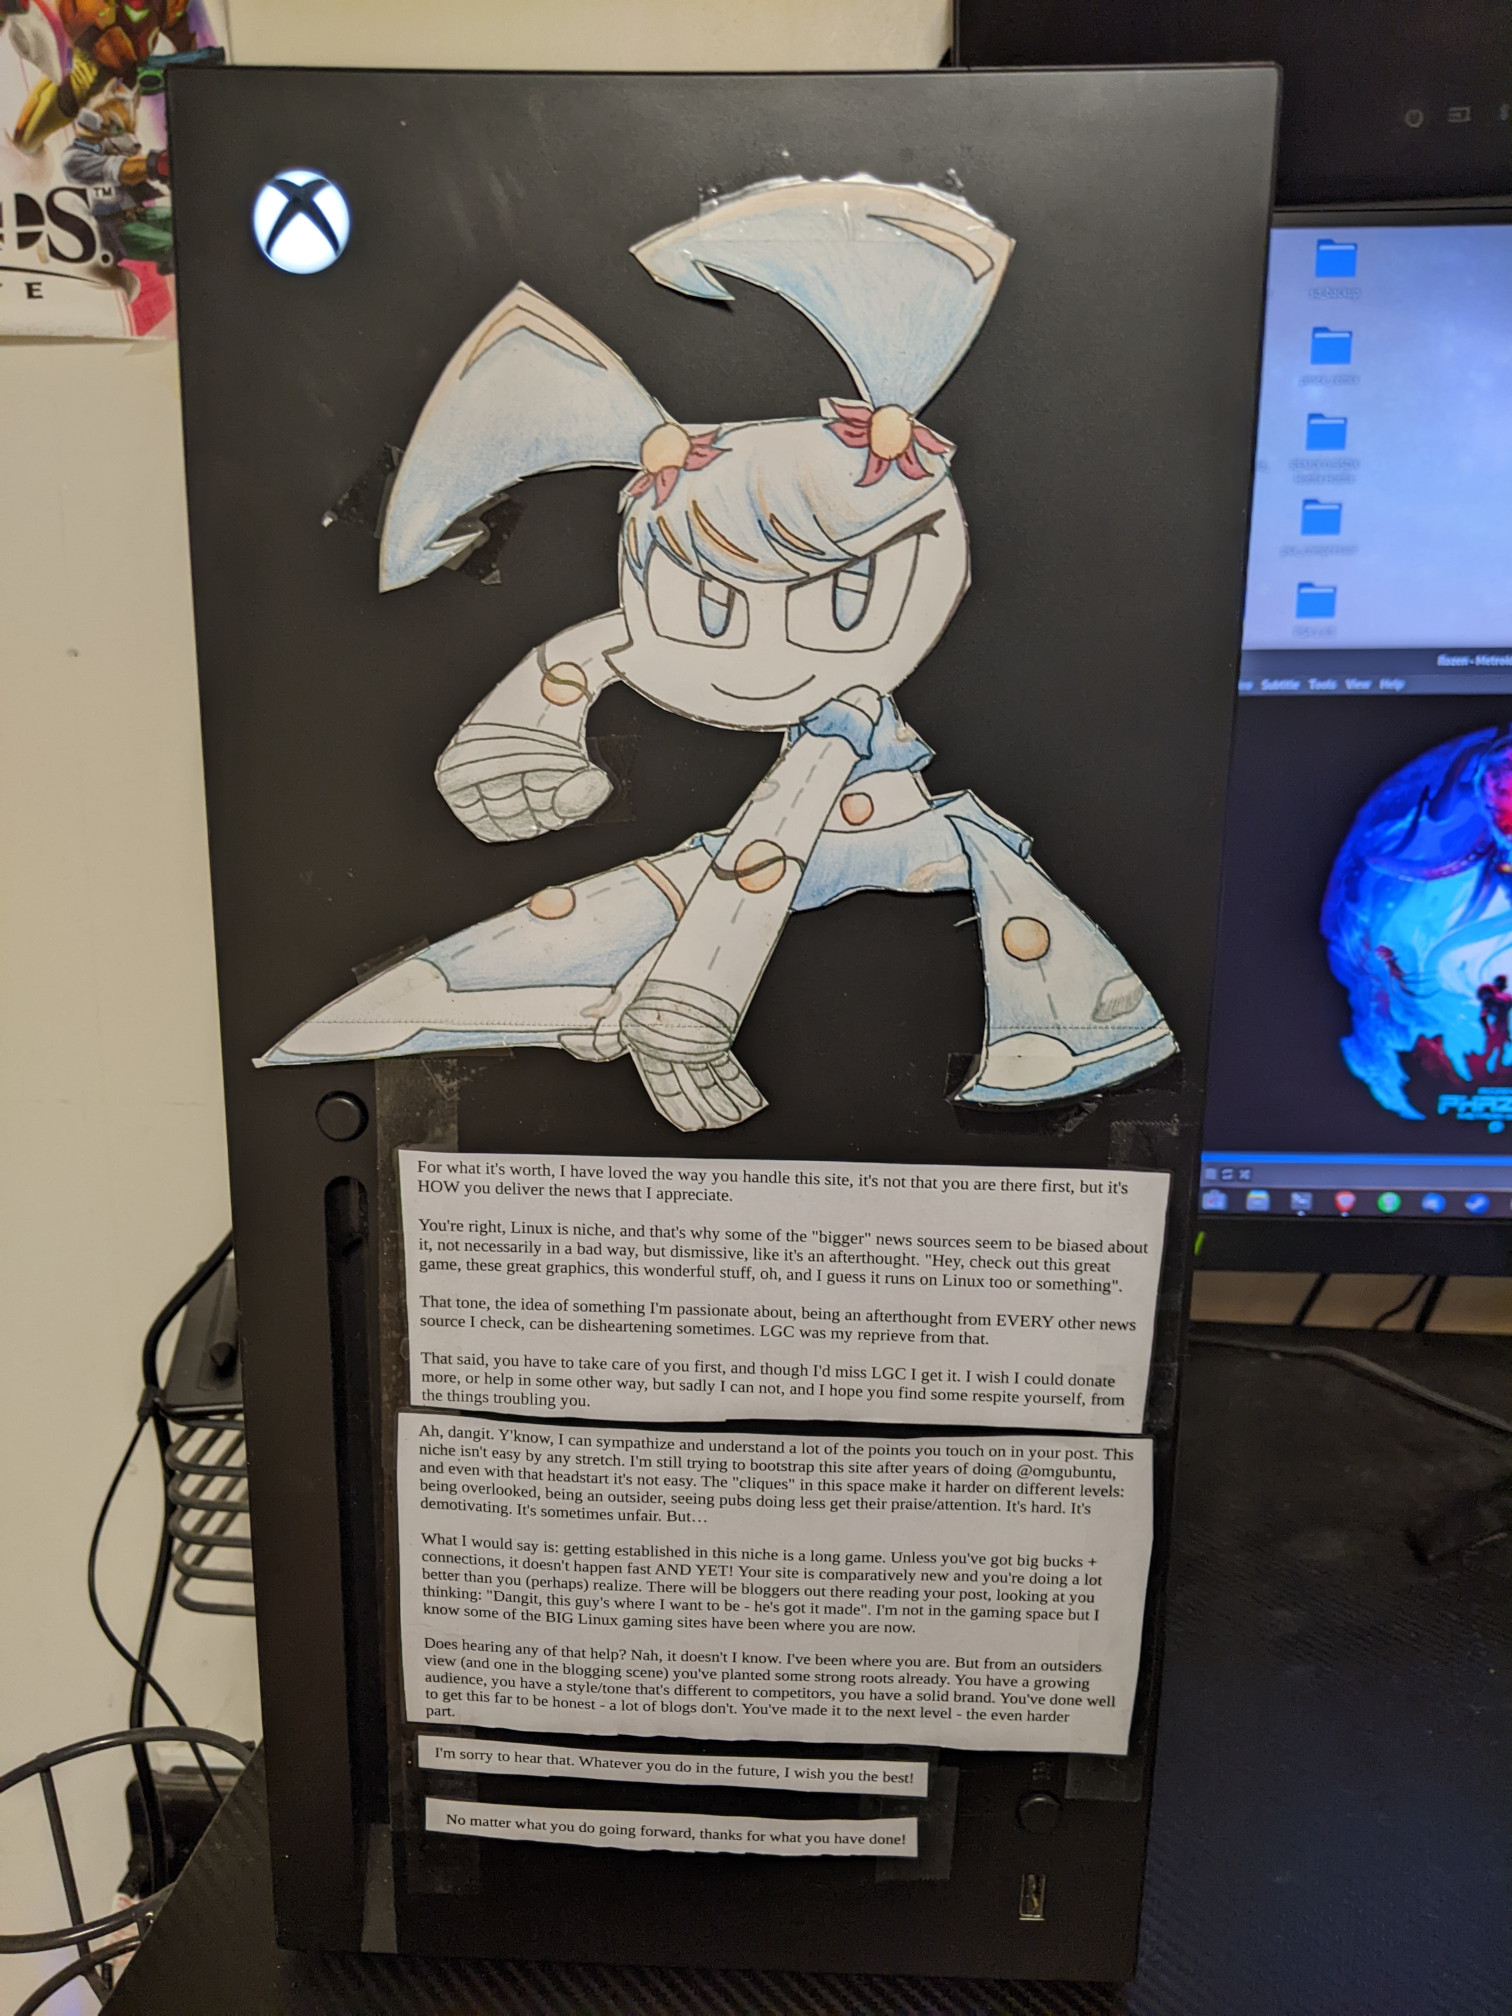 OS.™
TE
Subtitle Tools View Help
For what it's worth, I have loved the way you handle this site, it's not that you are there first, but it's
HOW you deliver the news that I appreciate.
You're right, Linux is niche, and that's why some of the "bigger" news sources seem to be biased about
it, not necessarily in a bad way, but dismissive, like it's an afterthought. "Hey, check out this great
game, these great graphics, this wonderful stuff, oh, and I guess it runs on Linux too or something".
That tone, the idea of something I'm passionate about, being an afterthought from EVERY other news
source I check, can be disheartening sometimes. LGC was my reprieve from that.
That said, you have to take care of you first, and though I'd miss LGC I get it. I wish I could donate
more, or help in some other way, but sadly I can not, and I hope you find some respite yourself, from
the things troubling you.
Ah, dangit. Y'know, I can sympathize and understand a lot of the points you touch on in your post. This
niche isn't easy by any stretch. I'm still trying to bootstrap this site after years of doing @omgubuntu,
and even with that headstart it's not easy. The "cliques" in this space make it harder on different levels:
being overlooked, being an outsider, seeing pubs doing less get their praise/attention. It's hard. It's
demotivating. It's sometimes unfair. But…
What I would say is: getting established in this niche is a long game. Unless you've got big bucks +
connections, it doesn't happen fast AND YET! Your site is comparatively new and you're doing a lot
better than you (perhaps) realize. There will be bloggers out there reading your post, looking at you
thinking: "Dangit, this guy's where I want to be - he's got it made". I'm not in the gaming space but I
know some of the BIG Linux gaming sites have been where you are now.
Does hearing any of that help? Nah, it doesn't I know. I've been where you are. But from an outsiders
view (and one in the blogging scene) you've planted some strong roots already. You have a growing
audience, you have a style/tone that's different to competitors, you have a solid brand. You've done well
to get this far to be honest - a lot of blogs don't. You've made it to the next level - the even harder
part.
I'm sorry to hear that. Whatever you do in the future, I wish you the best!
No matter what you do going forward, thanks for what you have done!